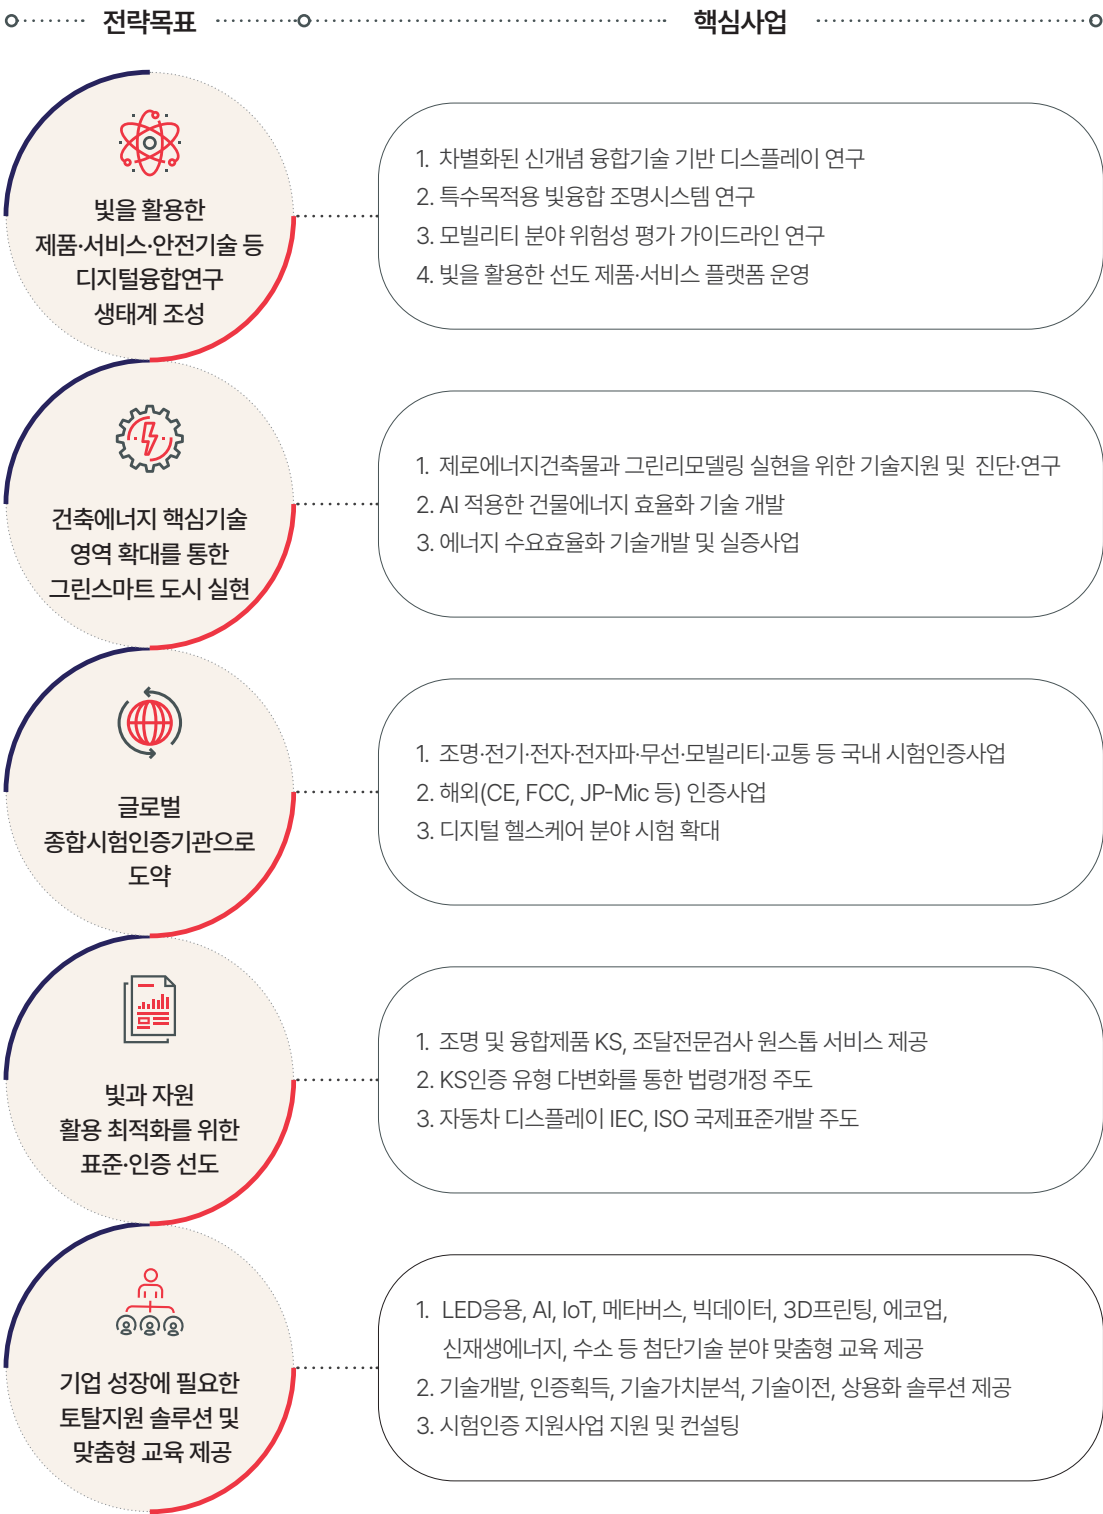 전략목표
핵심사업
빛을 활용한
제품·서비스·안전기술 등
디지털융합연구
생태계 조성
1. 차별화된 신개념 융합기술 기반 디스플레이 연구
2. 특수목적용 빛융합 조명시스템 연구
3. 모빌리티 분야 위험성 평가 가이드라인 연구
4. 빛을 활용한 선도 제품·서비스 플랫폼 운영
건축에너지 핵심기술
영역 확대를 통한
그린스마트 도시 실현
1. 제로에너지건축물과 그린리모델링 실현을 위한 기술지원 및 진단·연구
2. AI 적용한 건물에너지 효율화 기술 개발
3. 에너지 수요효율화 기술개발 및 실증사업
글로벌
종합시험인증기관으로
도약
1. 조명·전기·전자·전자파·무선·모빌리티·교통 등 국내 시험인증사업
2. 해외(CE, FCC, JP-Mic 등) 인증사업
3. 디지털 헬스케어 분야 시험 확대
빛과 자원
활용 최적화를 위한
표준·인증 선도
1. 조명 및 융합제품 KS, 조달전문검사 원스톱 서비스 제공
2. KS인증 유형 다변화를 통한 법령개정 주도
3. 자동차 디스플레이 IEC, ISO 국제표준개발 주도
기업 성장에 필요한
토탈지원 솔루션 및
맞춤형 교육 제공
1. LED응용, AI, IoT, 메타버스, 빅데이터, 3D프린팅, 에코업,
신재생에너지, 수소 등 첨단기술 분야 맞춤형 교육 제공
2. 기술개발, 인증획득, 기술가치분석, 기술이전, 상용화 솔루션 제공
3. 시험인증 지원사업 지원 및 컨설팅